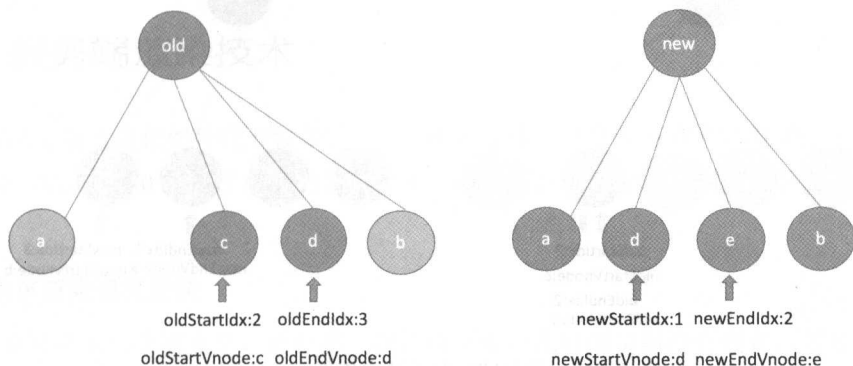 old
new
a
c
d
b
a
d
e
b
oldStartIdx:2 oldEndIdx:3
newStartIdx:1 newEndIdx:2
oldStartVnode:c oldEndVnode:d
newStartVnode:d newEndVnode:e